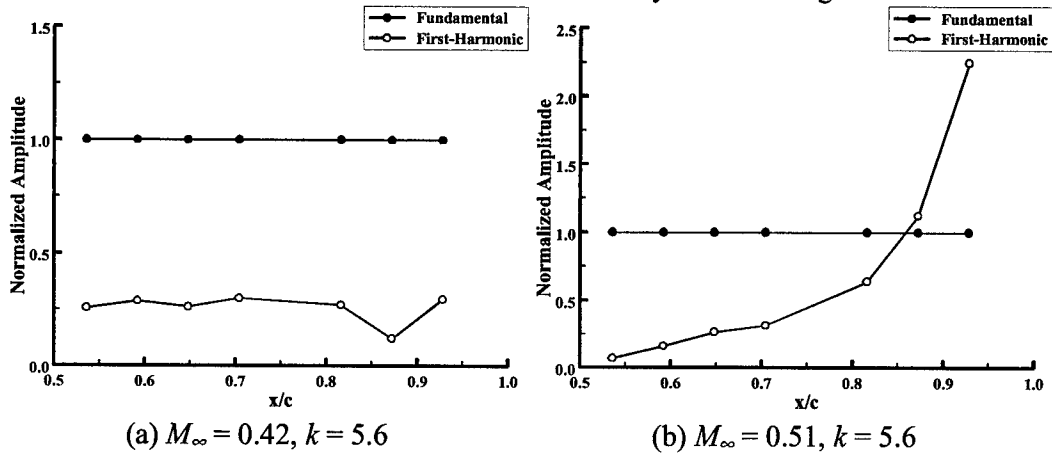 Fundamental
First-Harmonic
Normalized Amplitude
1.5
1.0
0.5
0.0
0.5 0.6 0.7 0.8 0.9 1.0
x/c
(a) M∞ = 0.42, k = 5.6
Fundamental
First-Harmonic
Normalized Amplitude
2.5
2.0
1.5
1.0
0.5
0.0
0.5 0.6 0.7 0.8 0.9 1.0
x/c
(b) M∞ = 0.51, k = 5.6